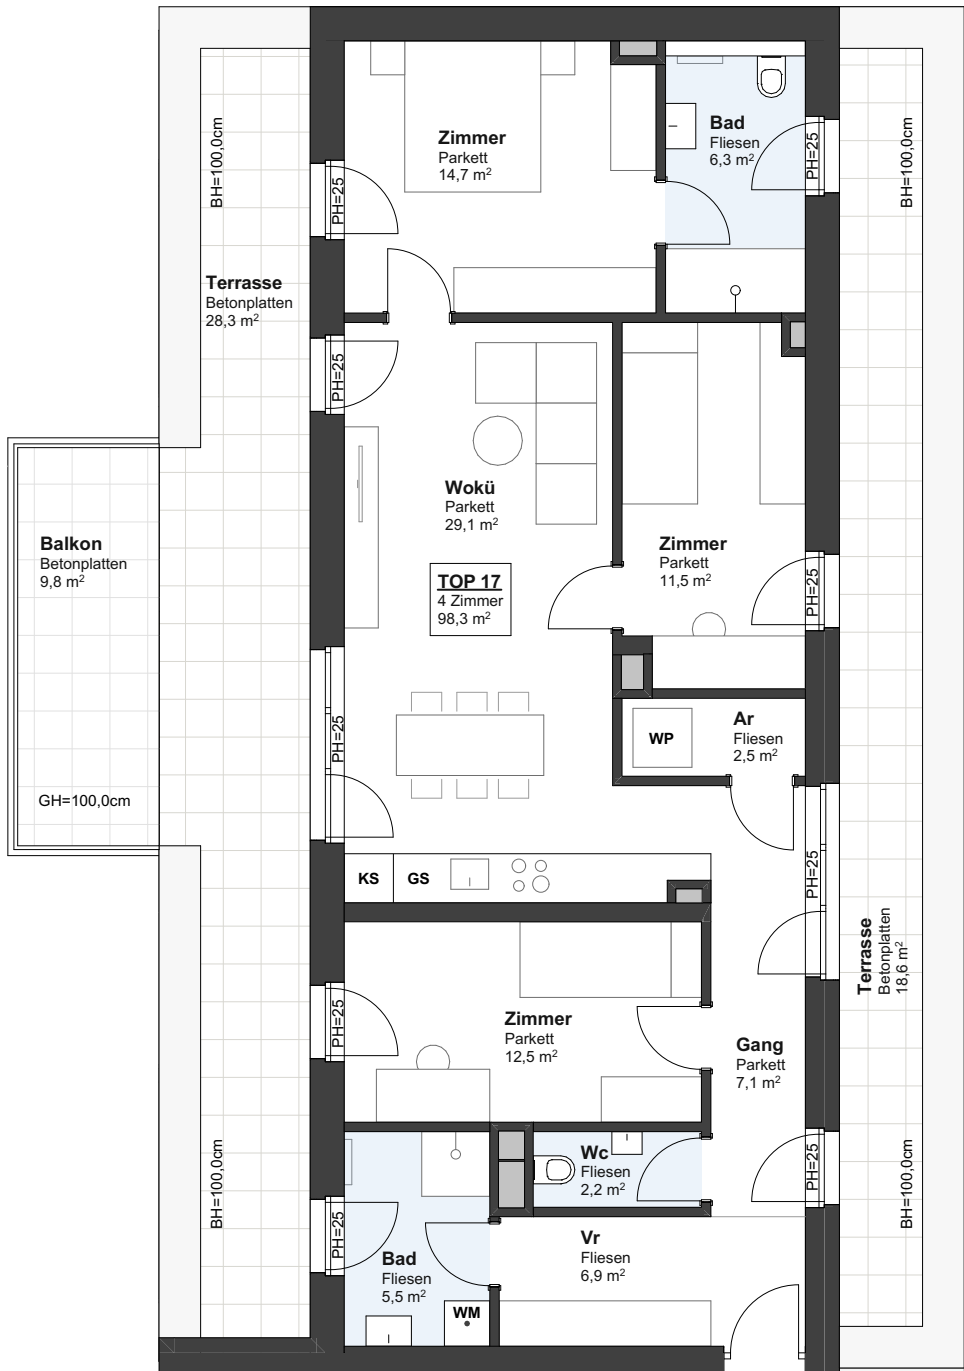 BH=100,0cm
Zimmer
Parkett
14,7 m²
Bad
Fliesen
6,3 m²
PH=25
BH=100,0cm
PH=25
Terrasse
Betonplatten
28,3 m²
PH=25
Wokü
Parkett
29,1 m²
Balkon
Betonplatten
9,8 m²
Zimmer
Parkett
11,5 m²
PH=25
TOP 17
4 Zimmer
98,3 m²
WP
Ar
Fliesen
2,5 m²
PH=25
GH=100,0cm
PH=25
KS
GS
Terrasse
Betonplatten
18,6 m²
PH=25
Zimmer
Parkett
12,5 m²
Gang
Parkett
7,1 m²
BH=100,0cm
Wc
Fliesen
2,2 m²
PH=25
BH=100,0cm
PH=25
Bad
Fliesen
5,5 m²
WM
Vr
Fliesen
6,9 m²